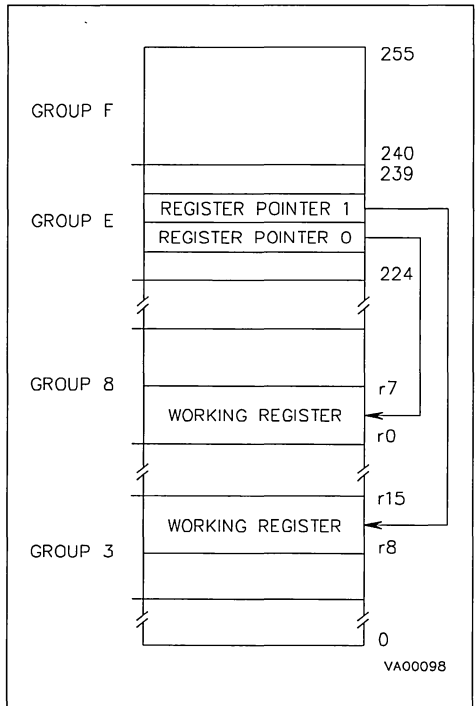 255
GROUP F
240
239
REGISTER POINTER 1
GROUP E
REGISTER POINTER 0
224
GROUP 8
r7
WORKING REGISTER
r0
r15
WORKING REGISTER
r8
GROUP 3
0
VA00098